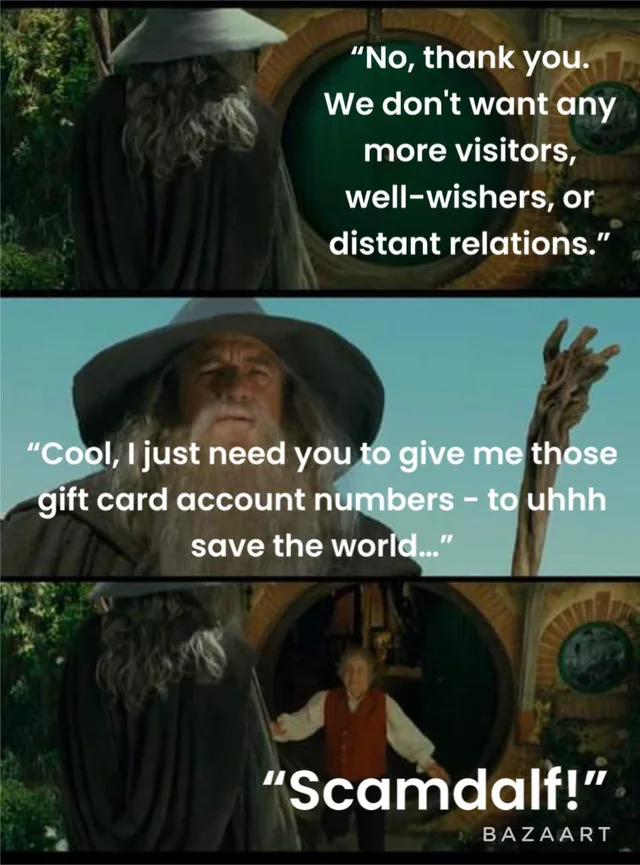 “No, thank you.
We don't want any
more visitors,
well-wishers, or
distant relations.”
“Cool, I just need you to give me those
gift card account numbers - to uhhh
save the world...”
“Scamdalf!”
BAZAART